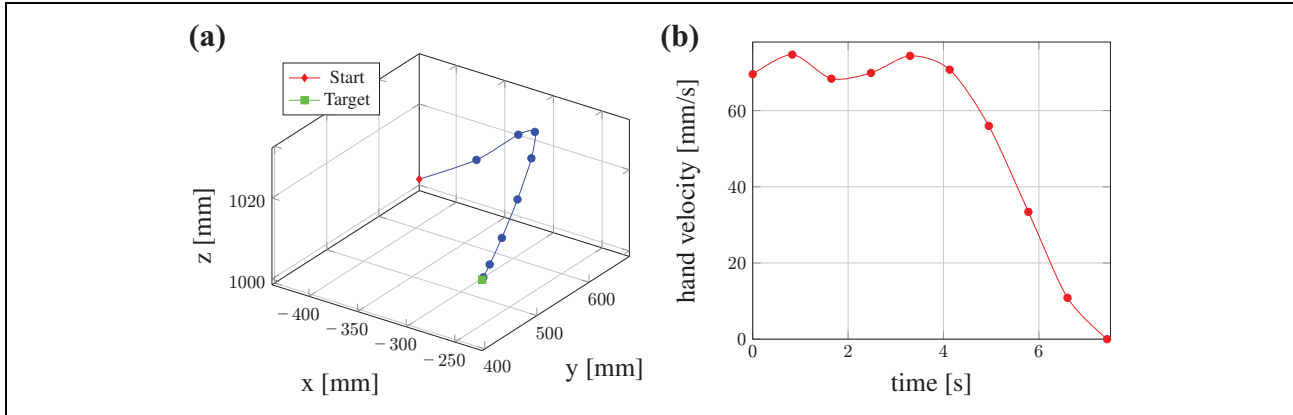 (a)
Start
Target
z [mm]
1020
1000
−400
−350
−300
−250
x [mm]
400
500
600
y [mm]
(b)
hand velocity [mm/s]
60
40
20
0
0
2
4
6
time [s]